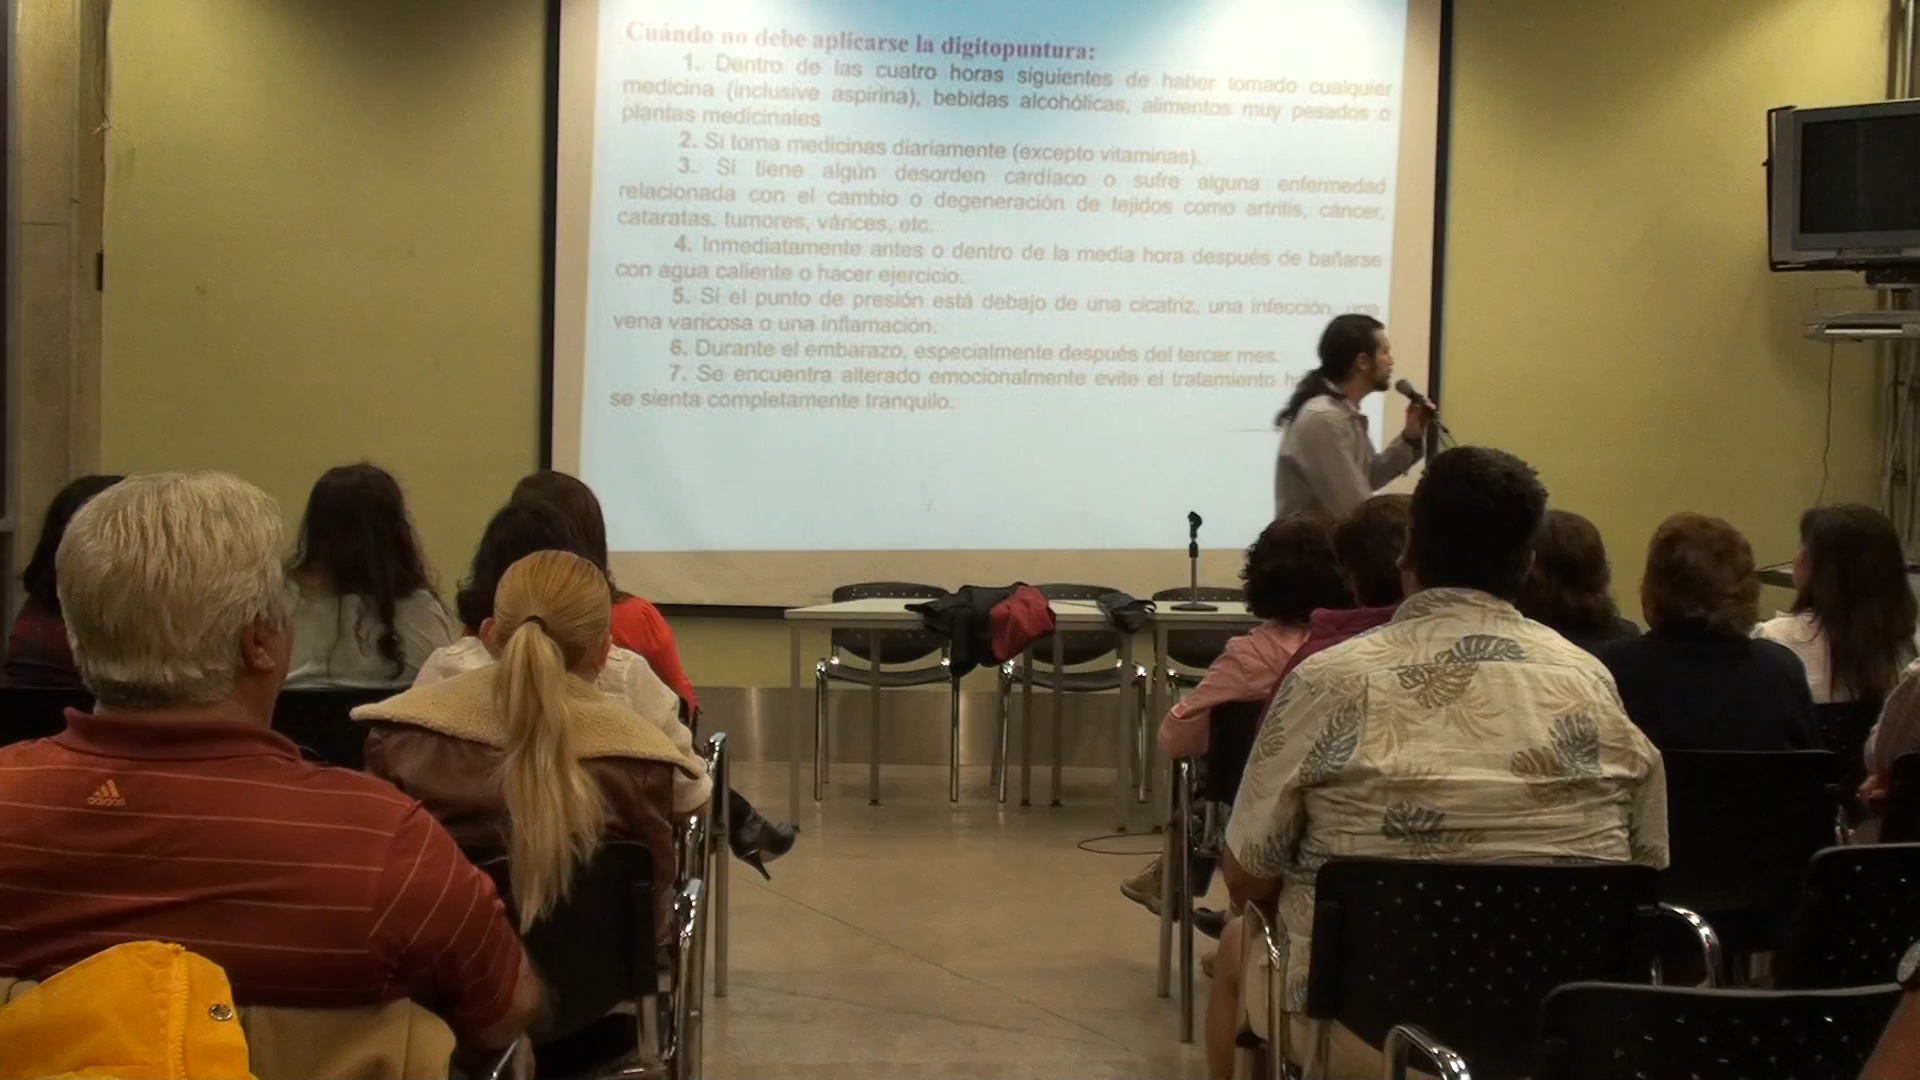 Cuándo no debe aplicarse la digitopuntura:
1. Dentro de las cuatro horas siguientes de haber tomado cualquier
medicina (inclusive aspirina), bebidas alcohólicas, alimentos muy pesados o
plantas medicinales
2. Si toma medicinas diariamente (excepto vitaminas).
3. Si tiene algún desorden cardíaco o sufre alguna enfermedad
relacionada con el cambio o degeneración de tejidos como artritis, cáncer,
cataratas, tumores, várices, etc.
4. Inmediatamente antes o dentro de la media hora después de bañarse
con agua caliente o hacer ejercicio.
5. Si el punto de presión está debajo de una cicatriz, una infección, una
vena varicosa o una inflamación.
6. Durante el embarazo, especialmente después del tercer mes.
7. Se encuentra alterado emocionalmente evite el tratamiento
se sienta completamente tranquilo.
adidas